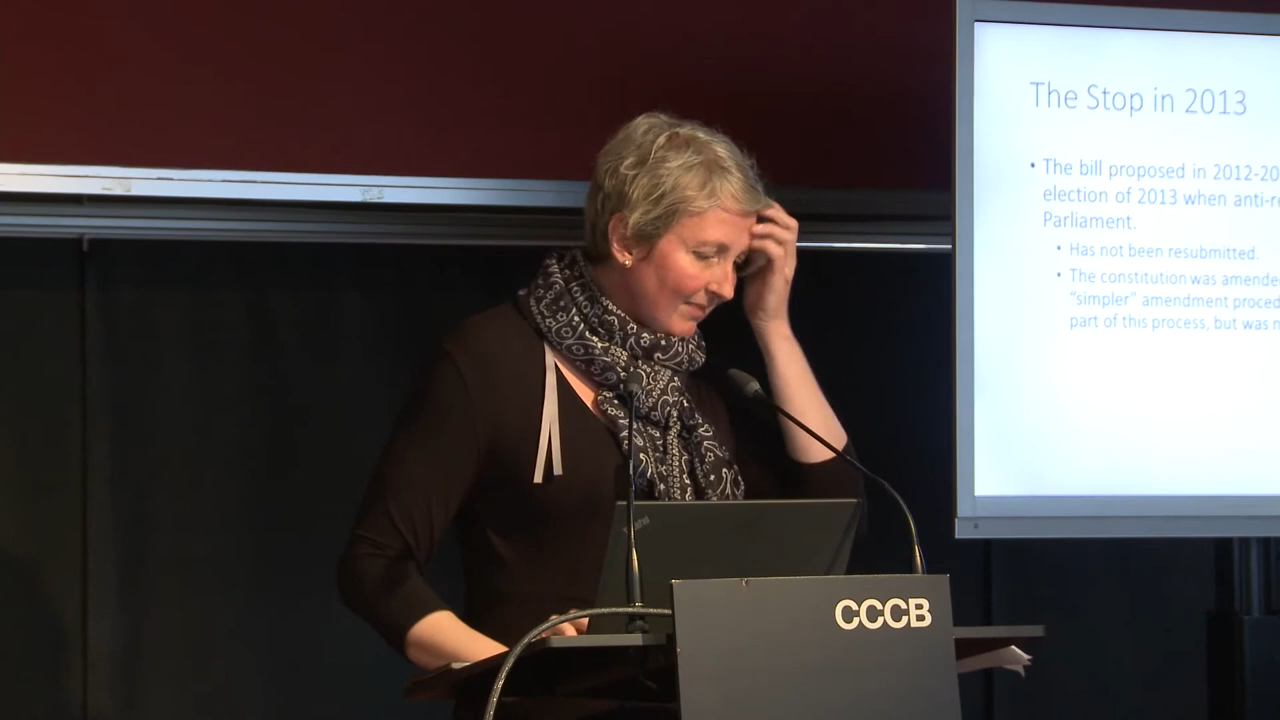 The Stop in 2013
• The bill proposed in 2012-20
election of 2013 when anti-re
Parliament.
• Has not been resubmitted.
• The constitution was amende
"simpler" amendment proced
part of this process, but was n
CCCB